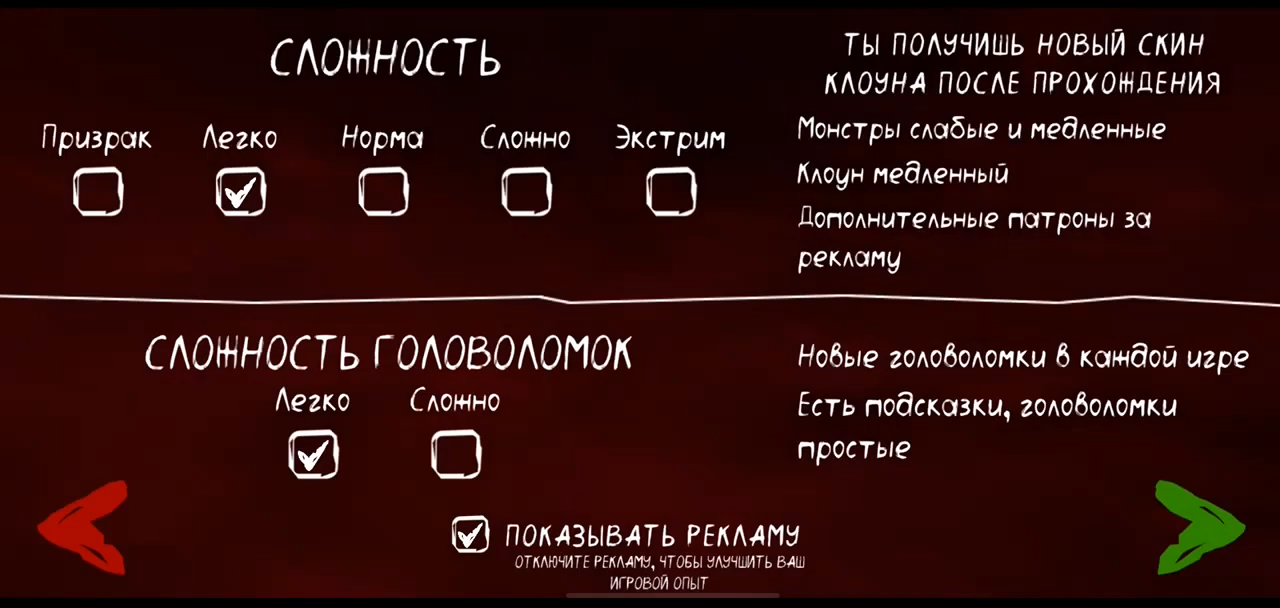 СЛОЖНОСТЬ
Призрак Легко Норма Сложно Экстрим
ТЫ ПОЛУЧИШЬ НОВЫЙ СКИН
КЛОУНА ПОСЛЕ ПРОХОЖДЕНИЯ
Монстры слабые и медленные
Клоун медленный
Дополнительные патроны за
рекламу
СЛОЖНОСТЬ ГОЛОВОЛОМОК
Легко Сложно
Новые головоломки в каждой игре
Есть подсказки, головоломки
простые
ПОКАЗЫВАТЬ РЕКЛАМУ
ОТКЛЮЧИТЕ РЕКЛАМУ, ЧТОБЫ УЛУЧШИТЬ ВАШ
ИГРОВОЙ ОПЫТ